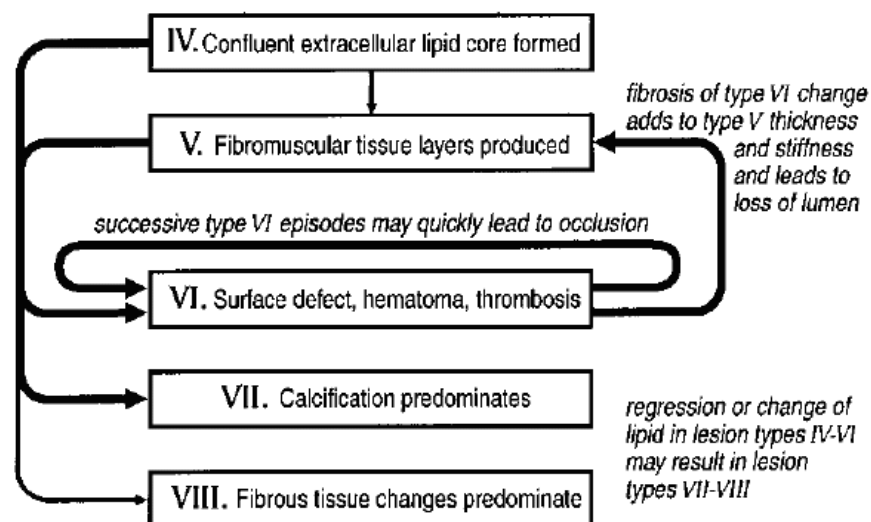 IV. Confluent extracellular lipid core formed
fibrosis of type VI change
adds to type V thickness
and stiffness
and leads to
loss of lumen
V. Fibromuscular tissue layers produced
successive type VI episodes may quickly lead to occlusion
VI. Surface defect, hematoma, thrombosis
VII. Calcification predominates
regression or change of
lipid in lesion types IV-VI
may result in lesion
types VII-VIII
VIII. Fibrous tissue changes predominate